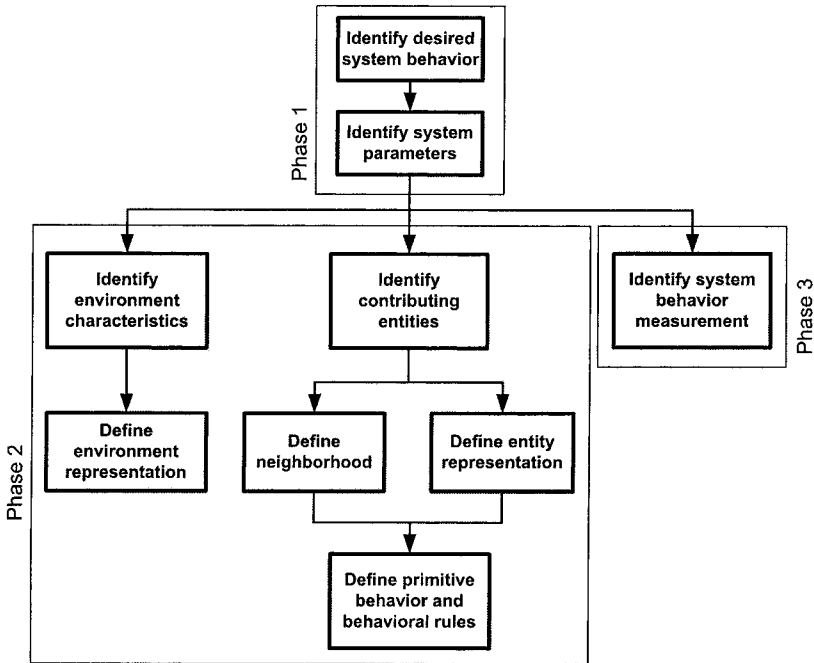 Identify desired
system behavior
Phase 1
Identify system
parameters
Identify
environment
characteristics
Identify
contributing
entities
Identify system
behavior
measurement
Phase 3
Phase 2
Define
environment
representation
Define
neighborhood
Define entity
representation
Define primitive
behavior and
behavioral rules